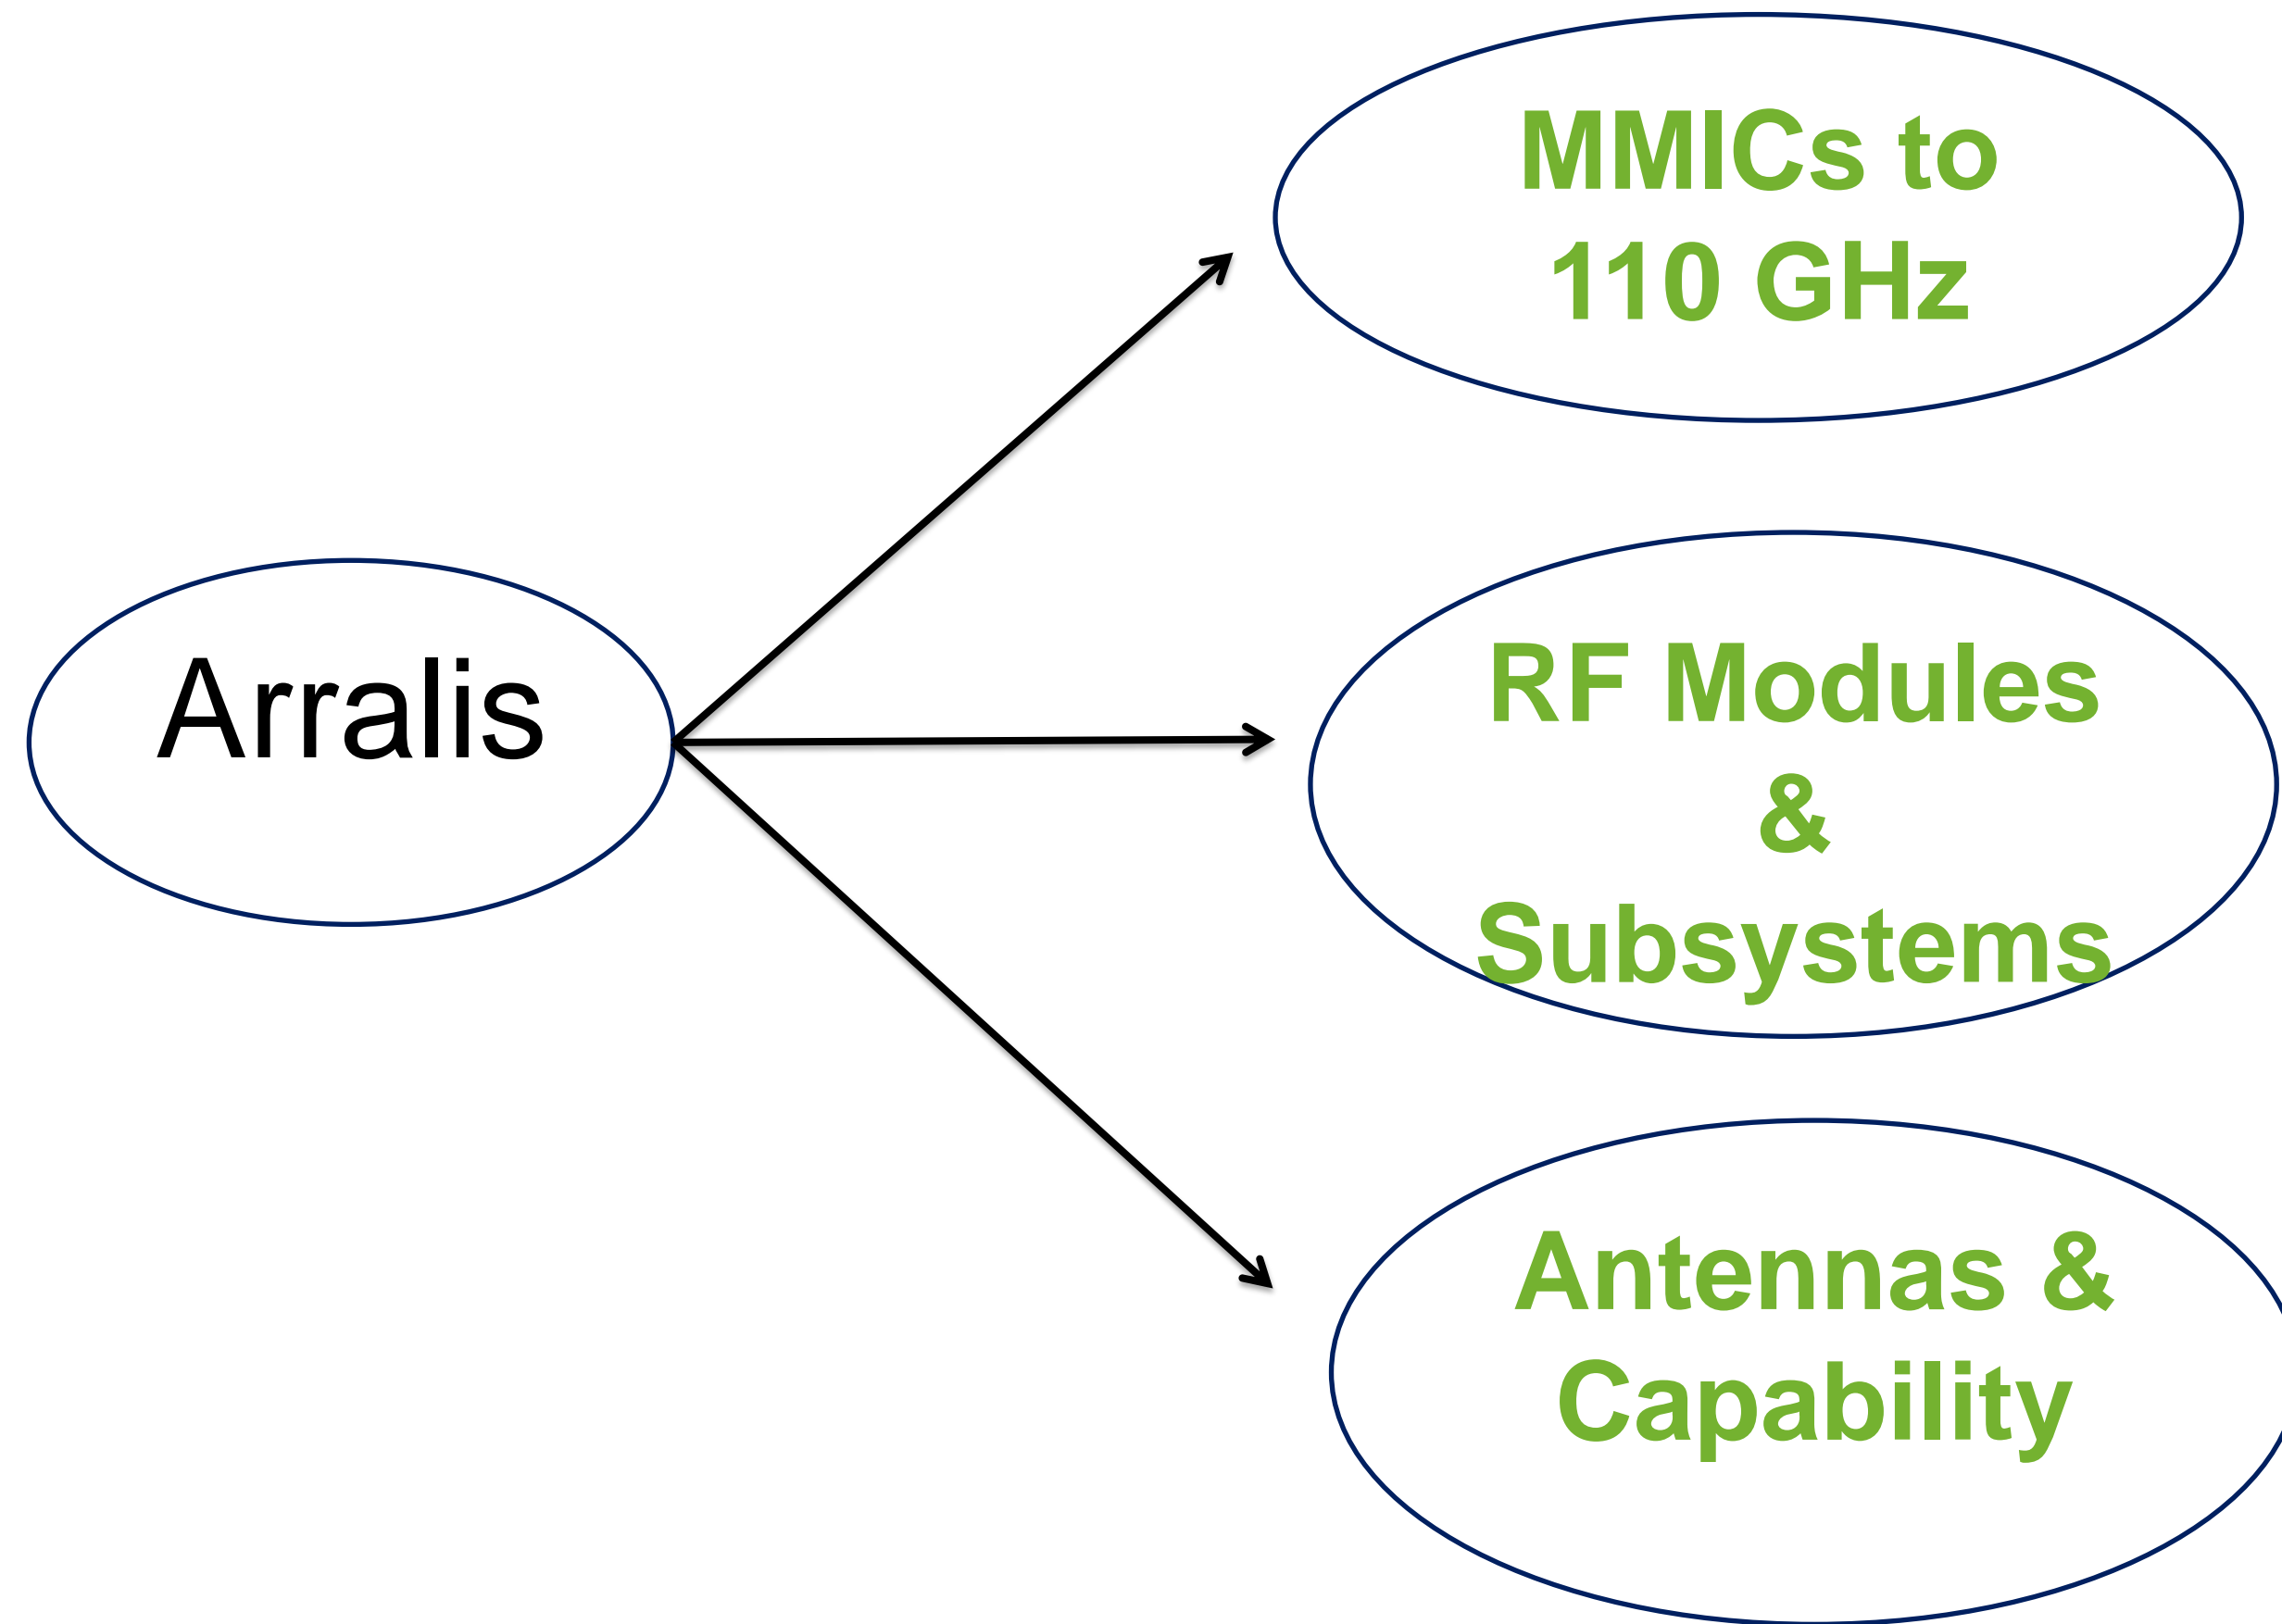 Arralis
MMICs to
110 GHz
RF Modules
&
Subsystems
Antennas &
Capability